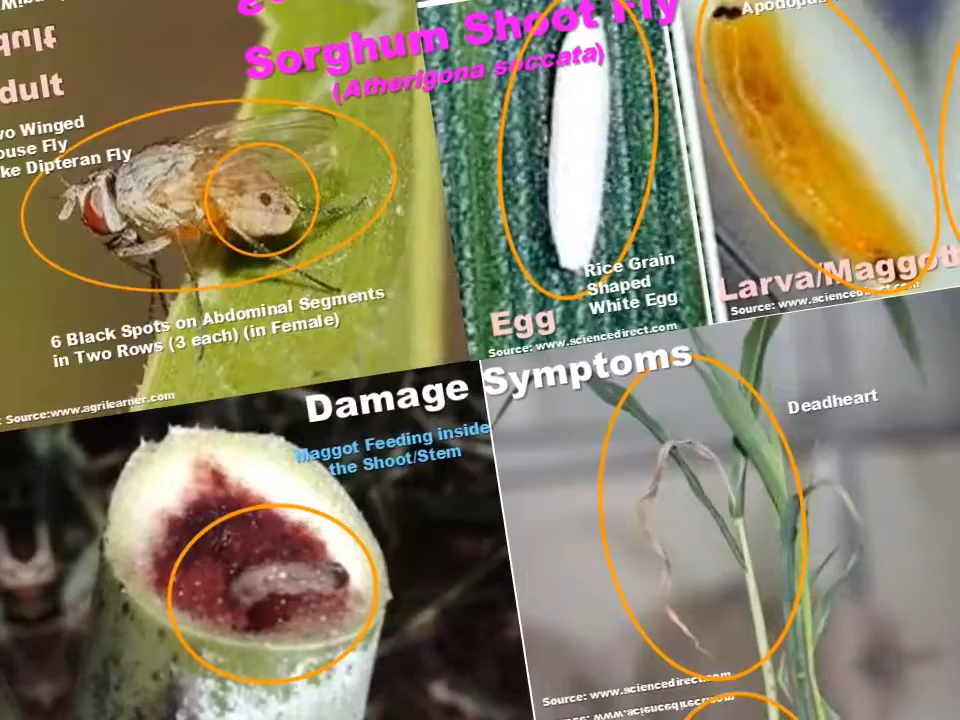 Sorghum Shoot Fly
(Atherigona soccata)
dult
vo Winged
ouse Fly
ke Dipteran Fly
6 Black Spots on Abdominal Segments
in Two Rows (3 each) (in Female)
Source:www.agrilearner.com
Rice Grain
Shaped
White Egg
Egg
Source: www.sciencedirect.com
Larva/Maggot
Source: www.sciencedirect.com
Damage Symptoms
Maggot Feeding inside
the Shoot/Stem
Deadheart
Source: www.sciencedirect.com